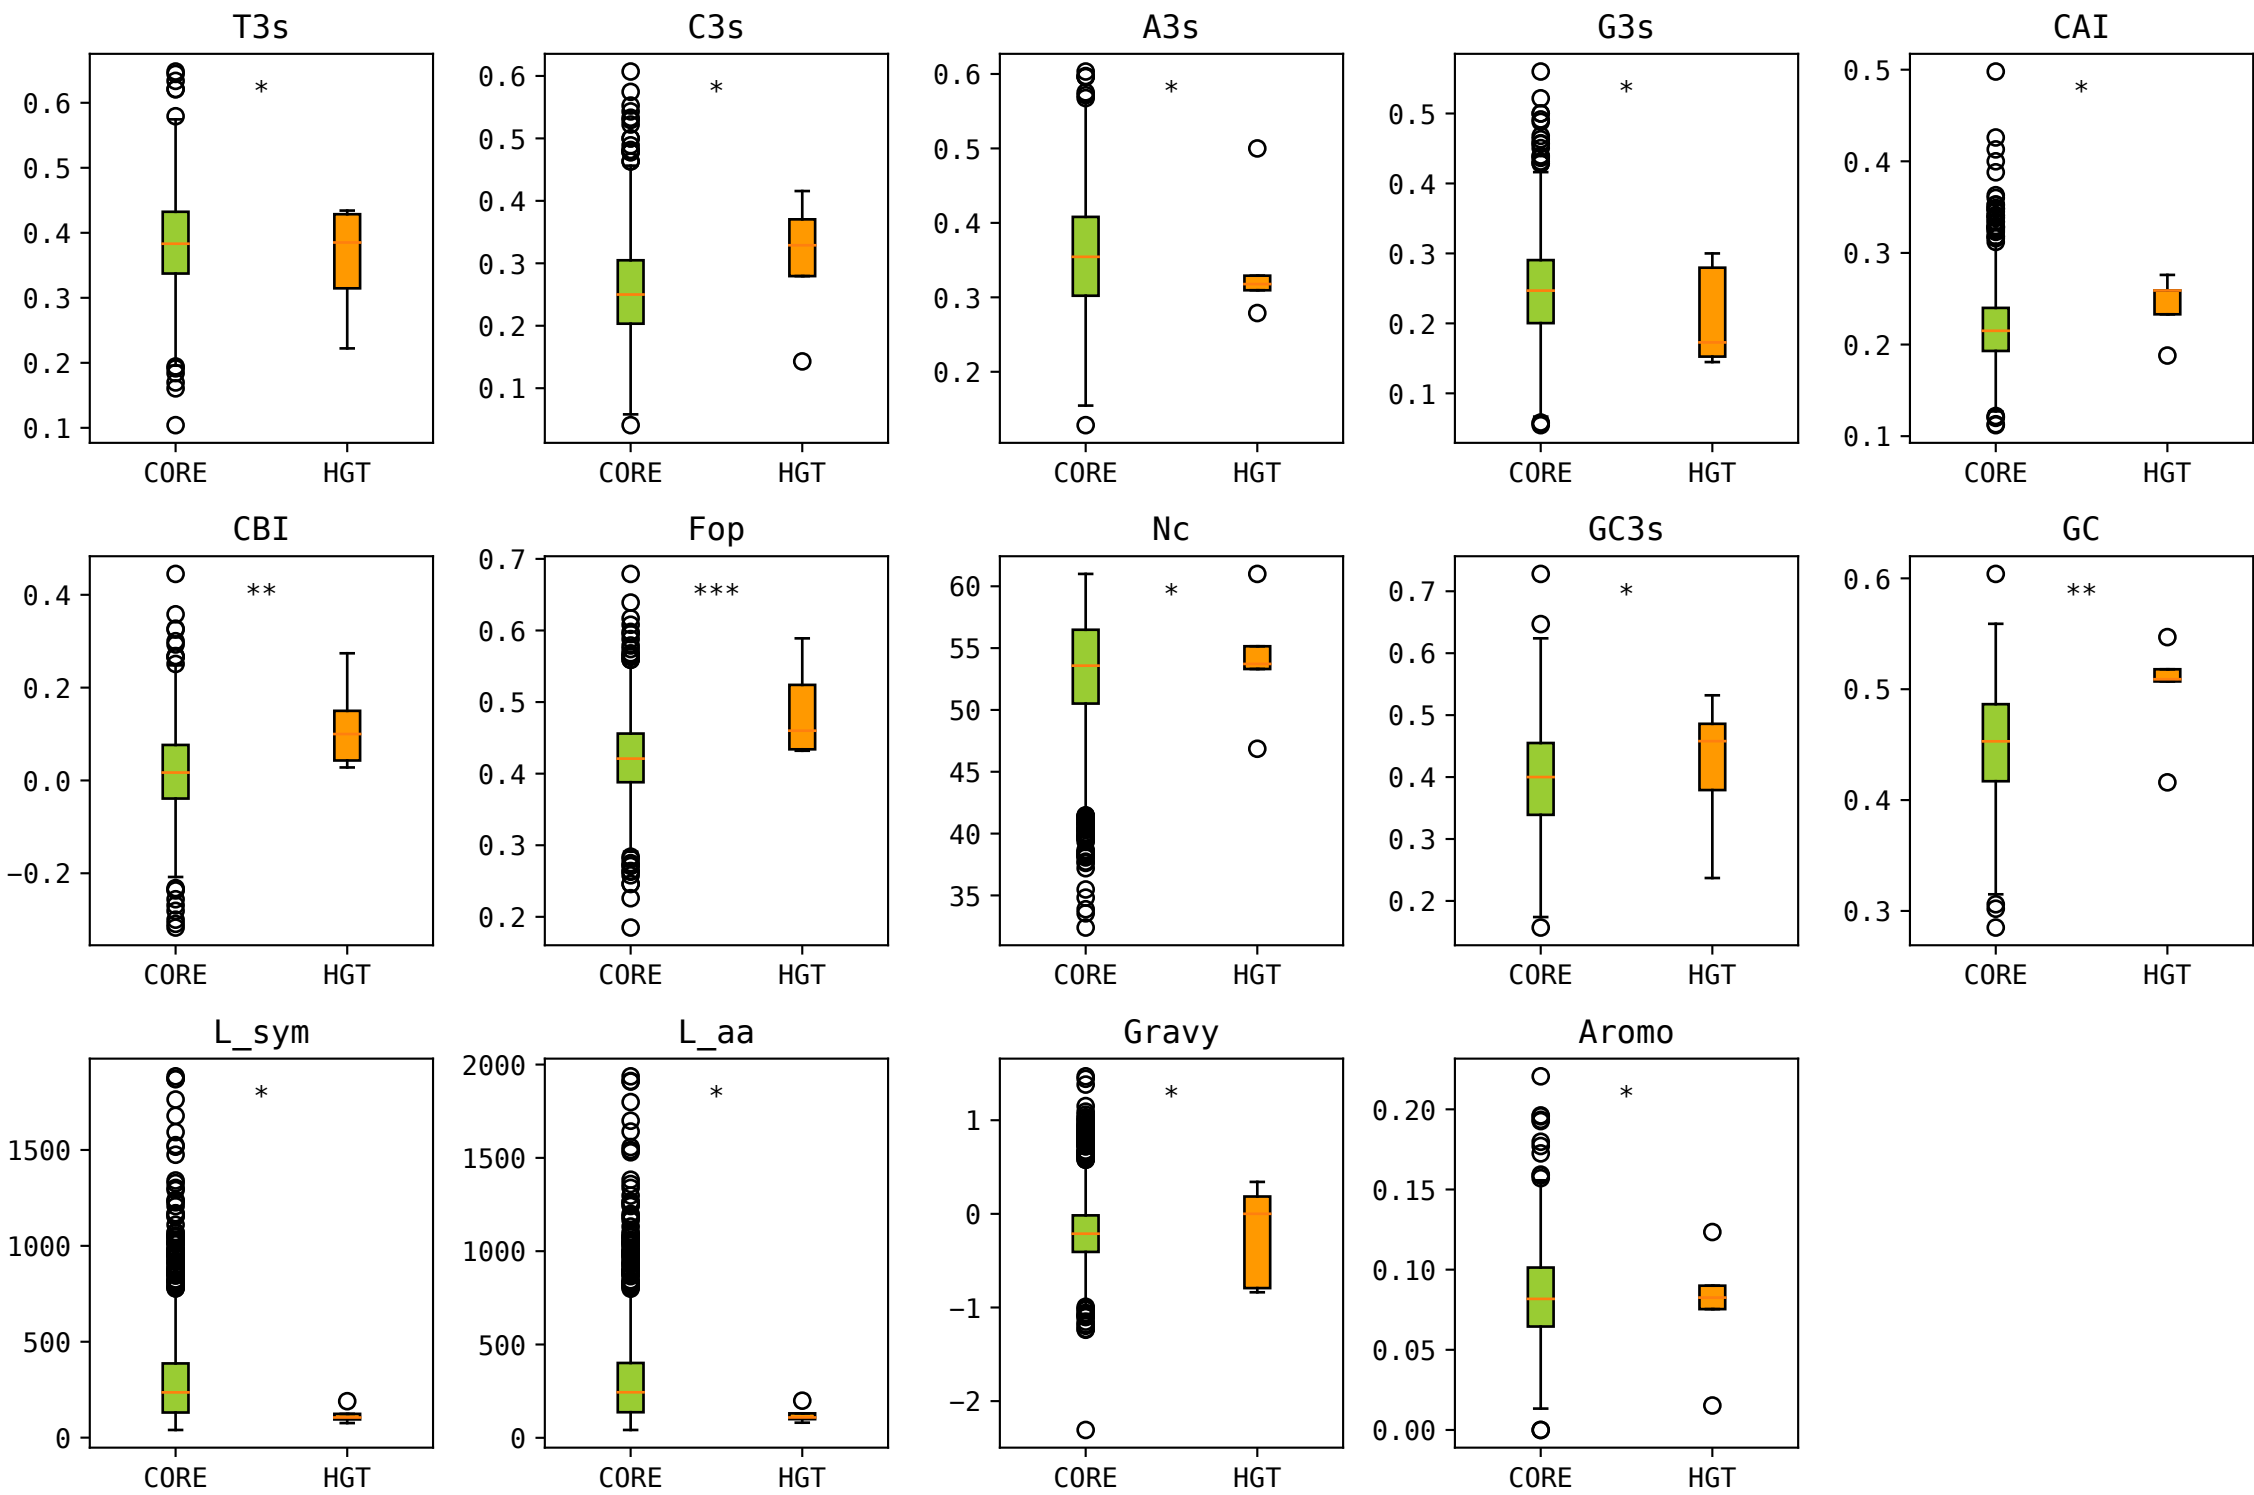 T3s
C3s
A3s
G3s
CAI
0.6
0.5
0.4
0.3
0.2
0.1
*
CORE
HGT
0.6
0.5
0.4
0.3
0.2
0.1
*
CORE
HGT
0.6
0.5
0.4
0.3
0.2
*
CORE
HGT
0.5
0.4
0.3
0.2
0.1
*
CORE
HGT
0.5
0.4
0.3
0.2
0.1
*
CORE
HGT
CBI
Fop
Nc
GC3s
GC
0.4
0.2
0.0
−0.2
**
CORE
HGT
0.7
0.6
0.5
0.4
0.3
0.2
***
CORE
HGT
60
55
50
45
40
35
*
CORE
HGT
0.7
0.6
0.5
0.4
0.3
0.2
*
CORE
HGT
0.6
0.5
0.4
0.3
**
CORE
HGT
L_sym
L_aa
Gravy
Aromo
1500
1000
500
0
*
CORE
HGT
2000
1500
1000
500
0
*
CORE
HGT
1
0
−1
−2
*
CORE
HGT
0.20
0.15
0.10
0.05
0.00
*
CORE
HGT